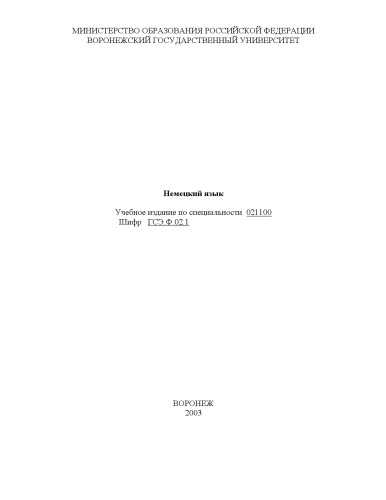 МИНИСТЕРСТВО ОБРАЗОВАНИЯ РОССИЙСКОЙ ФЕДЕРАЦИИ
ВОРОНЕЖСКИЙ ГОСУДАРСТВЕННЫЙ УНИВЕРСИТЕТ
Немецкий язык
Учебное издание по специальности 021100
Шифр ГСЭ.Ф.02.1
ВОРОНЕЖ
2003